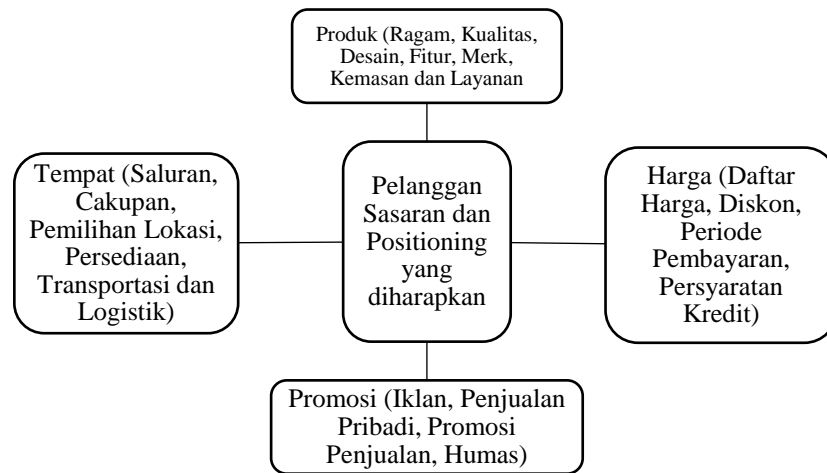 Produk (Ragam, Kualitas,
Desain, Fitur, Merk,
Kemasan dan Layanan
Tempat (Saluran,
Cakupan,
Pemilihan Lokasi,
Persediaan,
Transportasi dan
Logistik)
Pelanggan
Sasaran dan
Positioning
yang
diharapkan
Harga (Daftar
Harga, Diskon,
Periode
Pembayaran,
Persyaratan
Kredit)
Promosi (Iklan, Penjualan
Pribadi, Promosi
Penjualan, Humas)